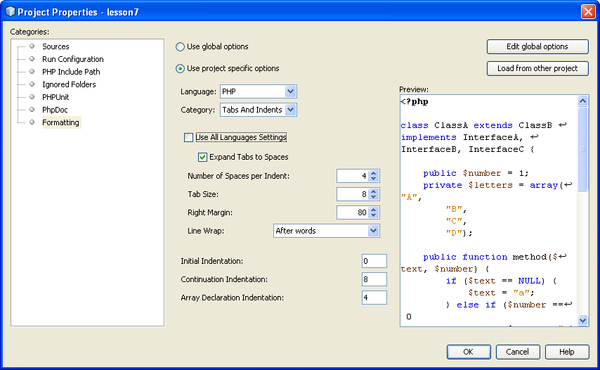 Project Properties - lesson7
Categories:
Sources
Run Configuration
PHP Include Path
Ignored Folders
PHPUnit
PhpDoc
Formatting
Use global options
Use project specific options
Edit global options
Load from other project
Language: PHP
Category: Tabs And Indents
Use All Languages Settings
Expand Tabs to Spaces
Number of Spaces per Indent: 4
Tab Size: 8
Right Margin: 80
Line Wrap: After words
Initial Indentation: 0
Continuation Indentation: 8
Array Declaration Indentation: 4
Preview:
<?php
class ClassA extends ClassB ↩
implements InterfaceA, ↩
InterfaceB, InterfaceC {
public $number = 1;
private $letters = array(↩
"A",
"B",
"C",
"D");
public function method($↩
text, $number) {
if ($text == NULL) {
$text = "a";
} else if ($number ==↩
0
OK
Cancel
Help